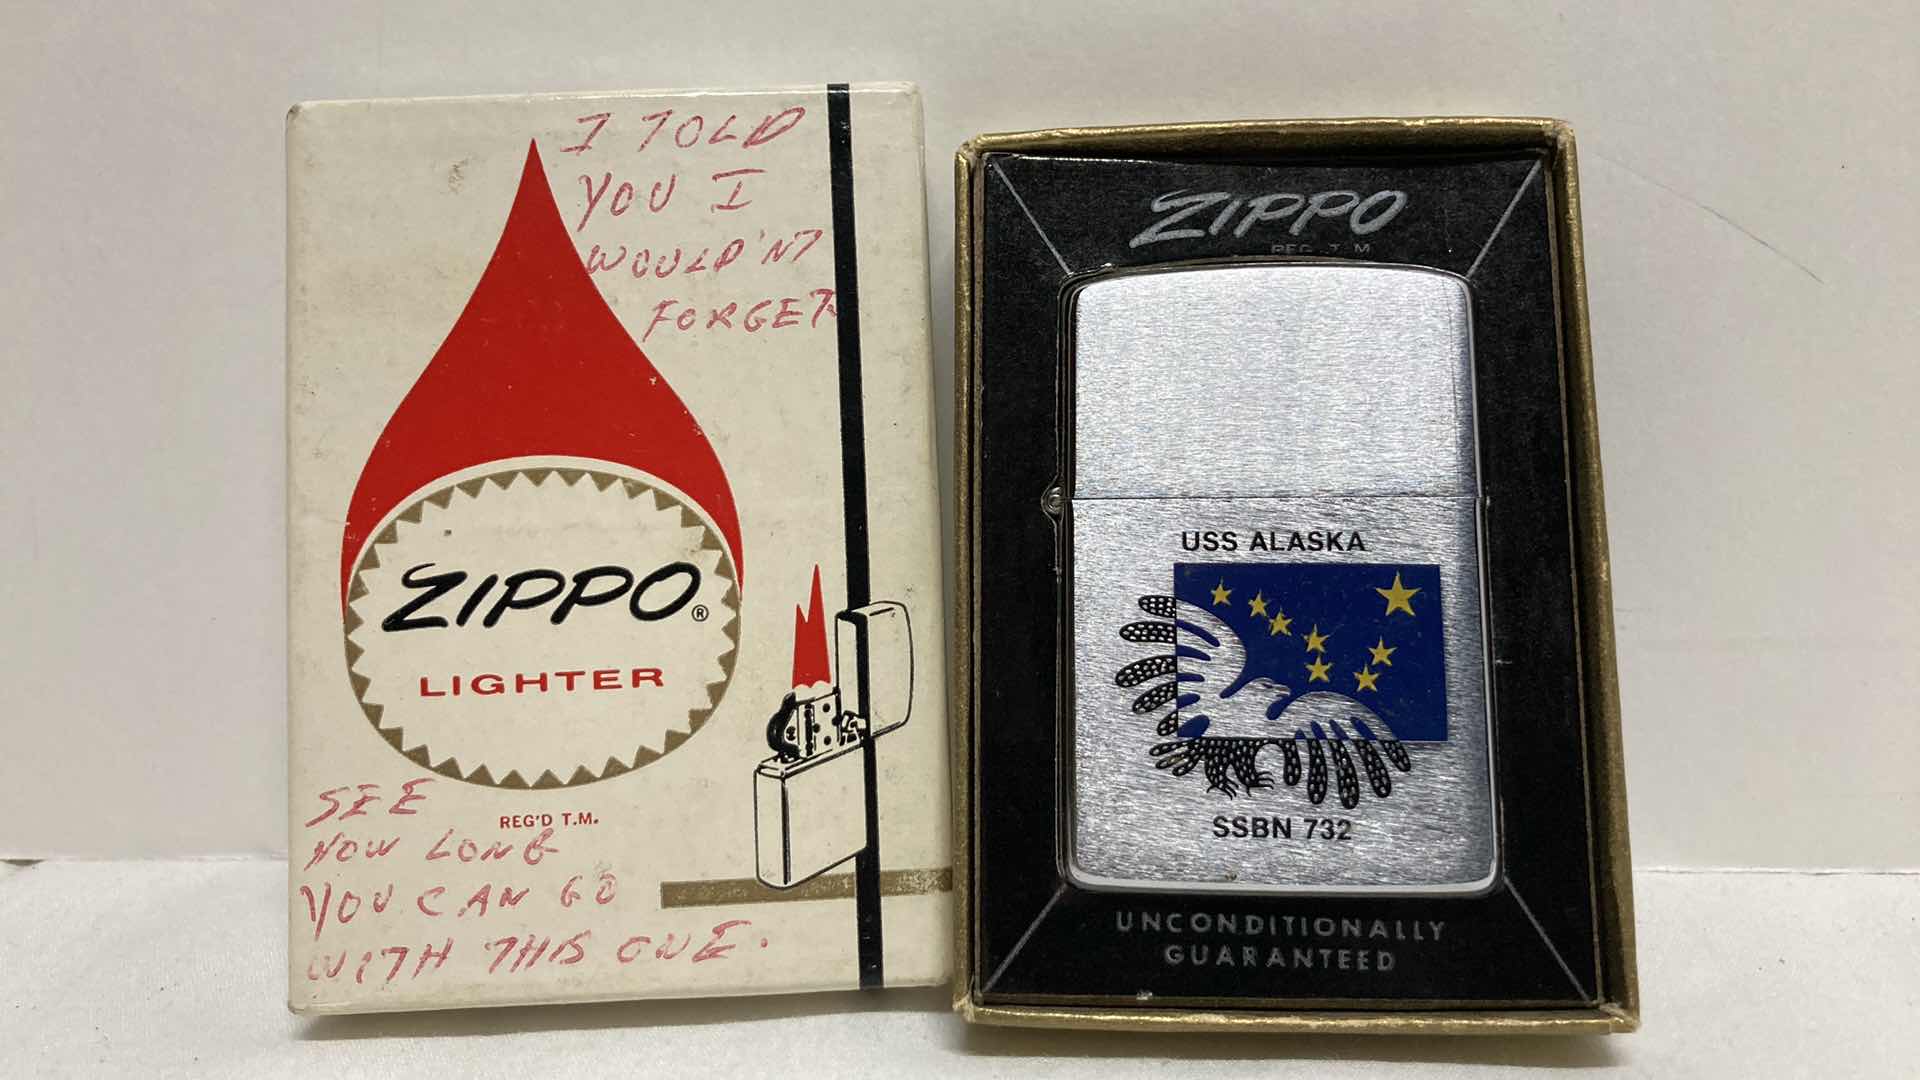 I TOLD
YOU I
WOULD'NT
FORGET
ZIPPO®
LIGHTER
REG'D T.M.
SEE
HOW LONG
YOU CAN GO
WITH THIS ONE.
ZIPPO
REG. T.M.
USS ALASKA
SSBN 732
UNCONDITIONALLY
GUARANTEED